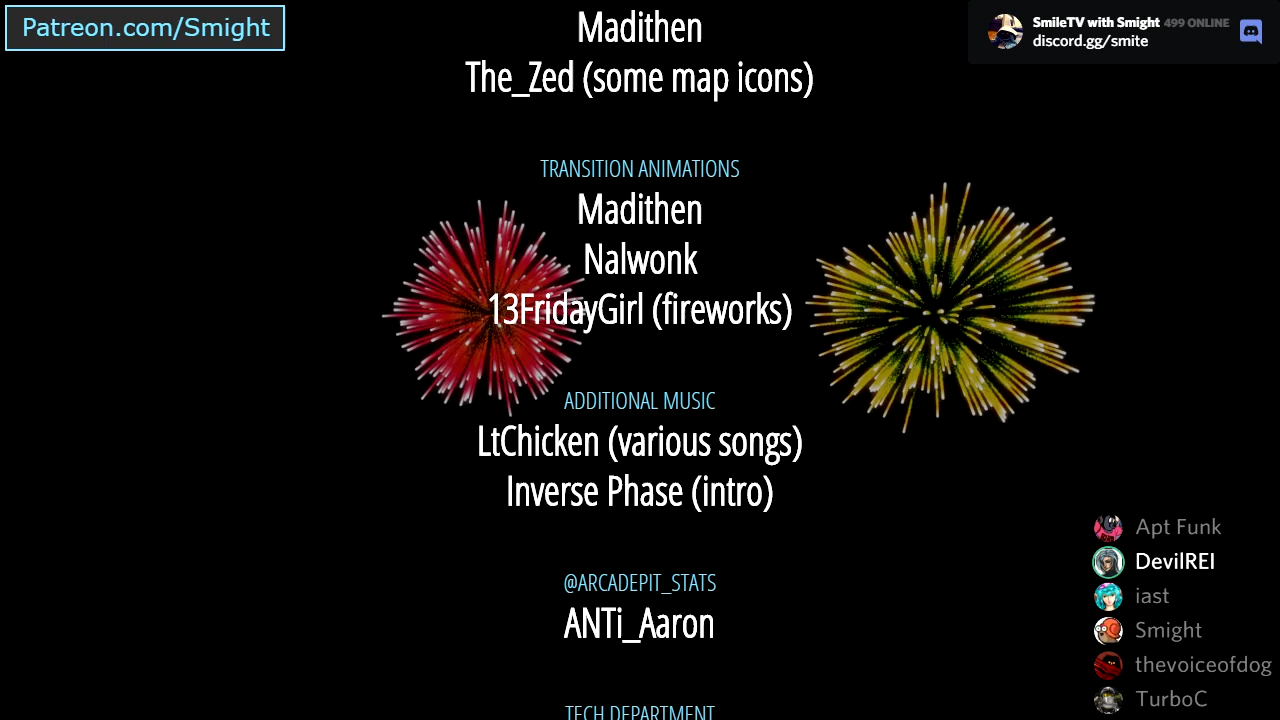 Patreon.com/Smight
SmileTV with Smight 499 ONLINE
discord.gg/smite
Madithen
The_Zed (some map icons)
TRANSITION ANIMATIONS
Madithen
Nalwonk
13FridayGirl (fireworks)
ADDITIONAL MUSIC
LtChicken (various songs)
Inverse Phase (intro)
@ARCADEPIT_STATS
ANTi_Aaron
TECH DEPARTMENT
Apt Funk
DevilREI
iast
Smight
thevoiceofdog
TurboC